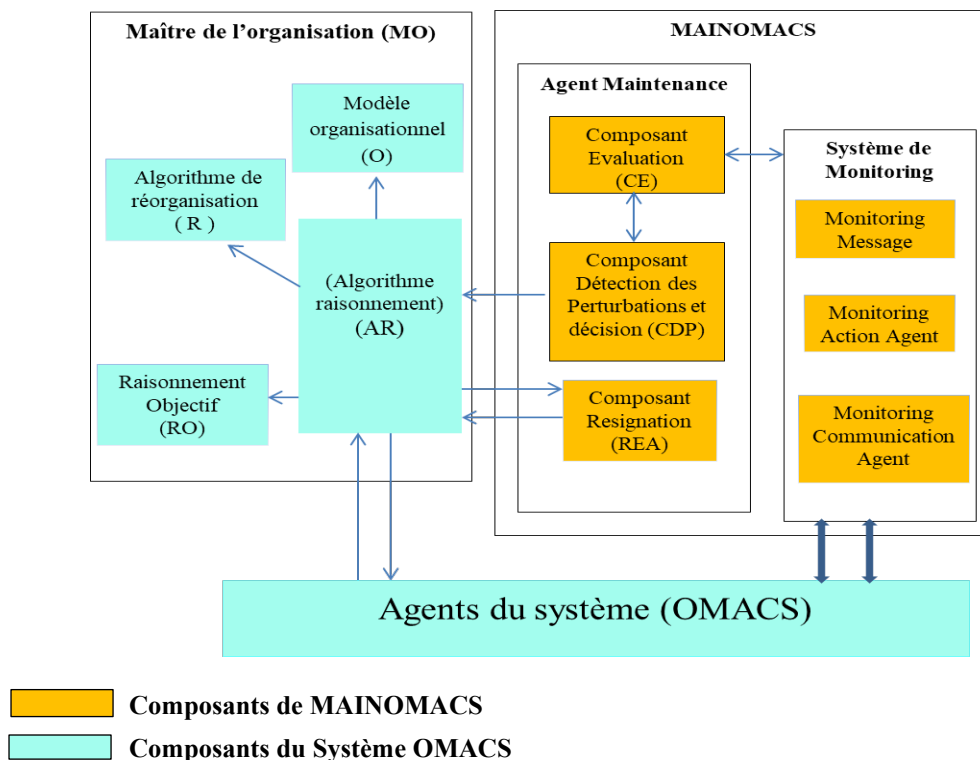 Maître de l'organisation (MO)
Modèle
organisationnel
(O)
Algorithme de
réorganisation
( R )
(Algorithme
raisonnement)
(AR)
Raisonnement
Objectif
(RO)
MAINOMACS
Agent Maintenance
Composant
Evaluation
(CE)
Composant
Détection des
Perturbations et
décision (CDP)
Composant
Resignation
(REA)
Système de
Monitoring
Monitoring
Message
Monitoring
Action Agent
Monitoring
Communication
Agent
Agents du système (OMACS)
Composants de MAINOMACS
Composants du Système OMACS